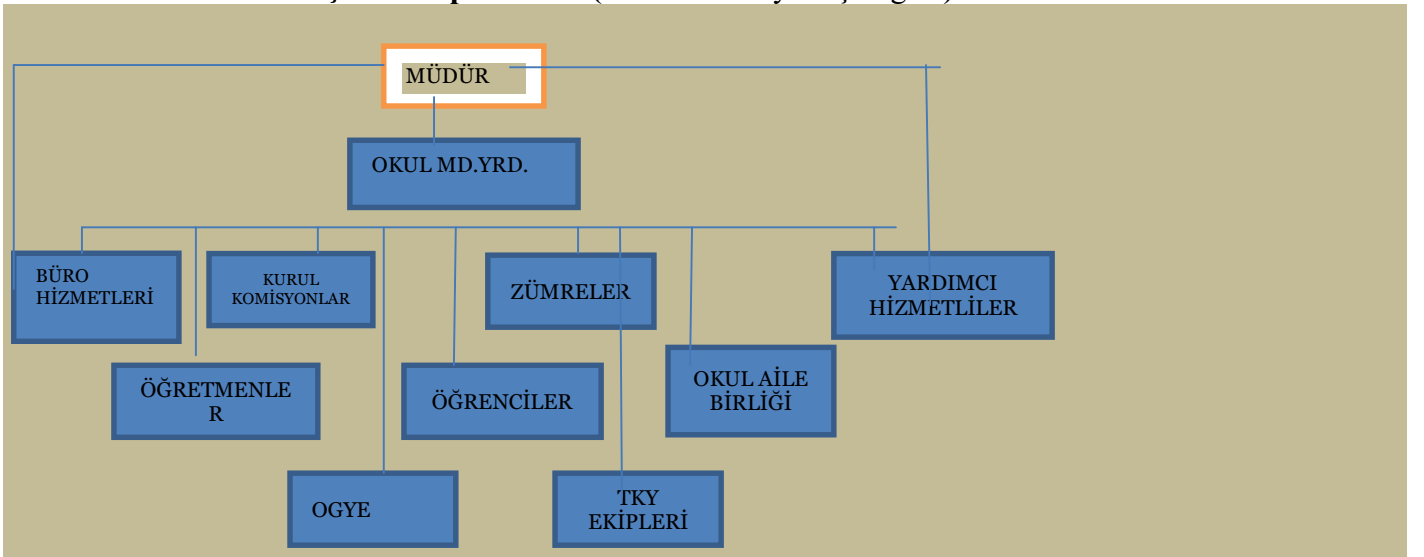 MÜDÜR
OKUL MD.YRD.
BÜRO
HİZMETLERİ
KURUL
KOMİSYONLAR
ZÜMRELER
YARDIMCI
HİZMETLİLER
ÖĞRETMENLE
R
ÖĞRENCİLER
OKUL AİLE
BİRLİĞİ
OGYE
TKY
EKİPLERİ